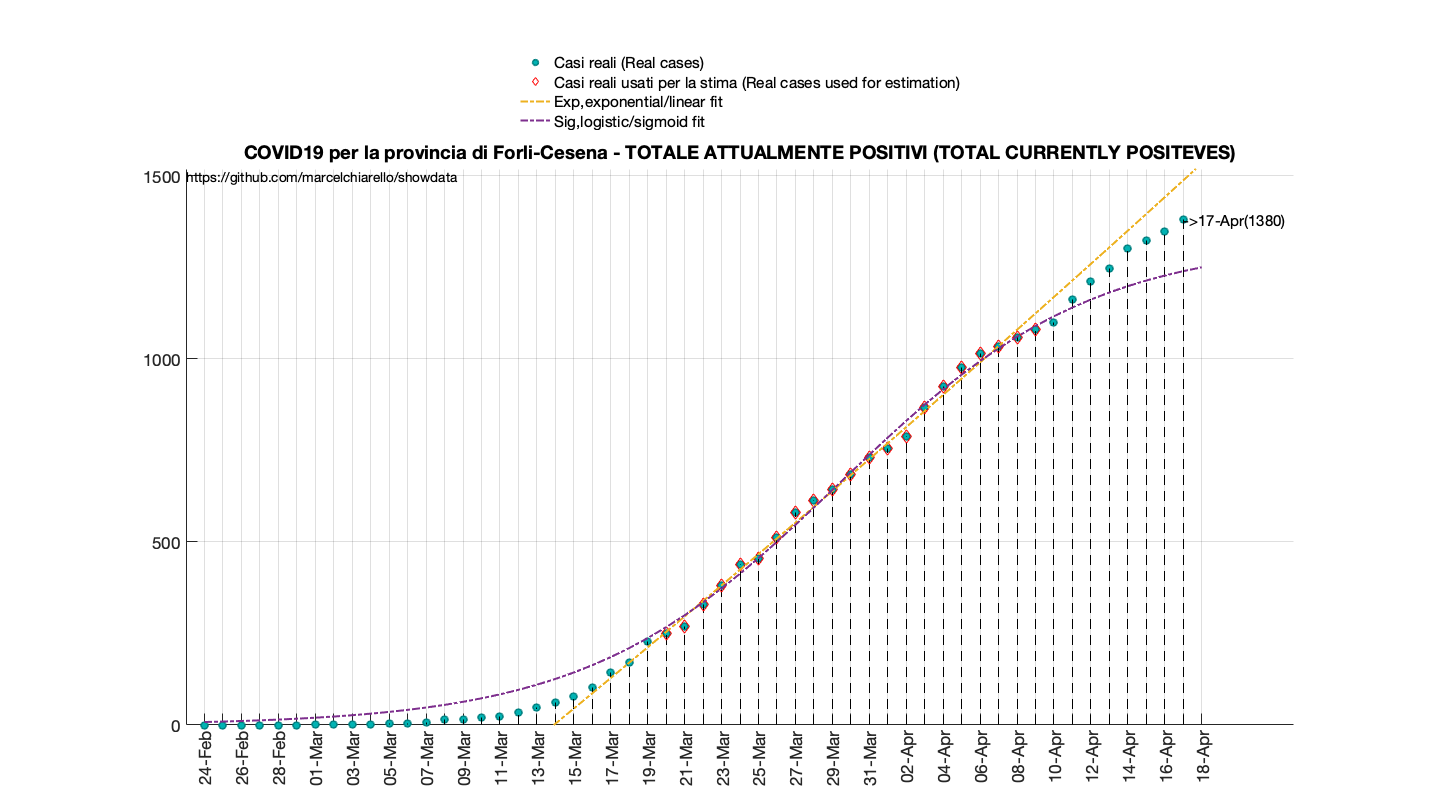 Casi reali (Real cases)
Casi reali usati per la stima (Real cases used for estimation)
Exp,exponential/linear fit
Sig,logistic/sigmoid fit
COVID19 per la provincia di Forlì-Cesena - TOTALE ATTUALMENTE POSITIVI (TOTAL CURRENTLY POSITEVES)
https://github.com/marcelchiarello/showdata
1500
->17-Apr(1380)
1000
500
0
24-Feb
26-Feb
28-Feb
01-Mar
03-Mar
05-Mar
07-Mar
09-Mar
11-Mar
13-Mar
15-Mar
17-Mar
19-Mar
21-Mar
23-Mar
25-Mar
27-Mar
29-Mar
31-Mar
02-Apr
04-Apr
06-Apr
08-Apr
10-Apr
12-Apr
14-Apr
16-Apr
18-Apr